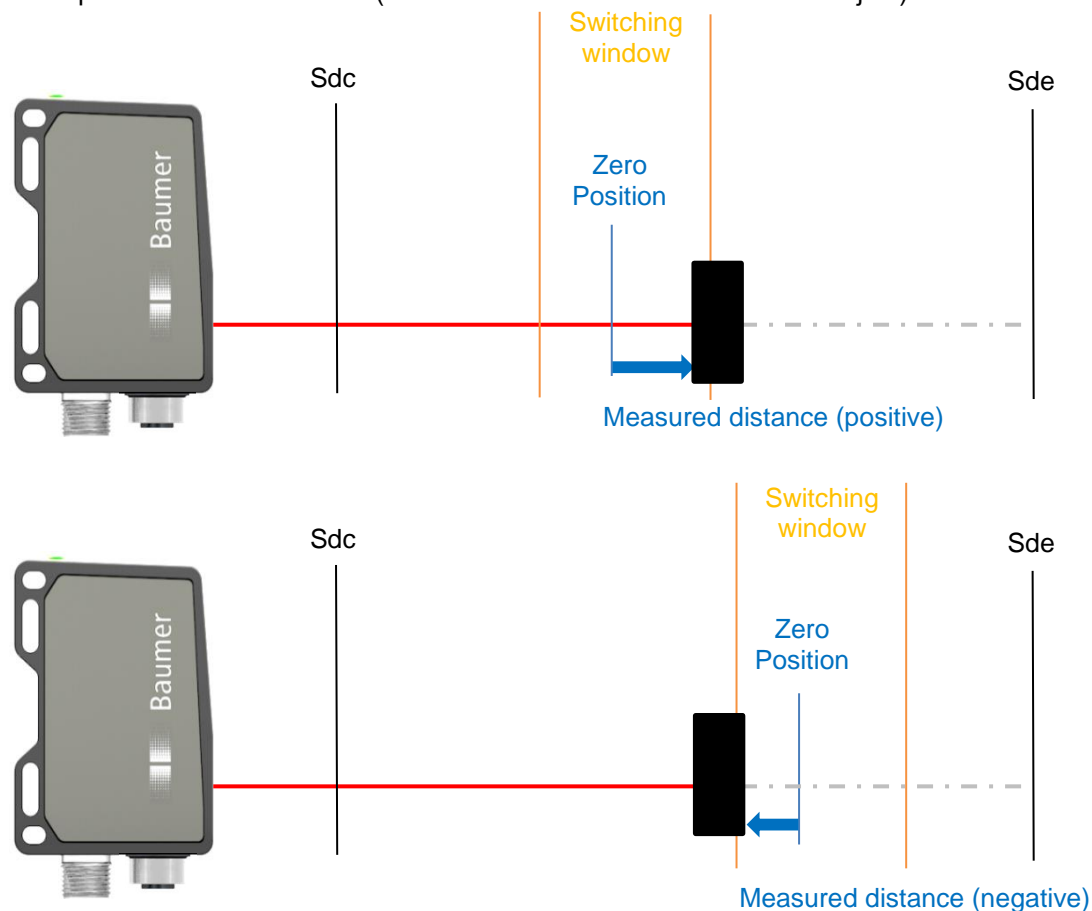 Switching
window
Sdc
Sde
Zero
Position
Baumer
Measured distance (positive)
Switching
window
Sdc
Sde
Zero
Position
Baumer
Measured distance (negative)